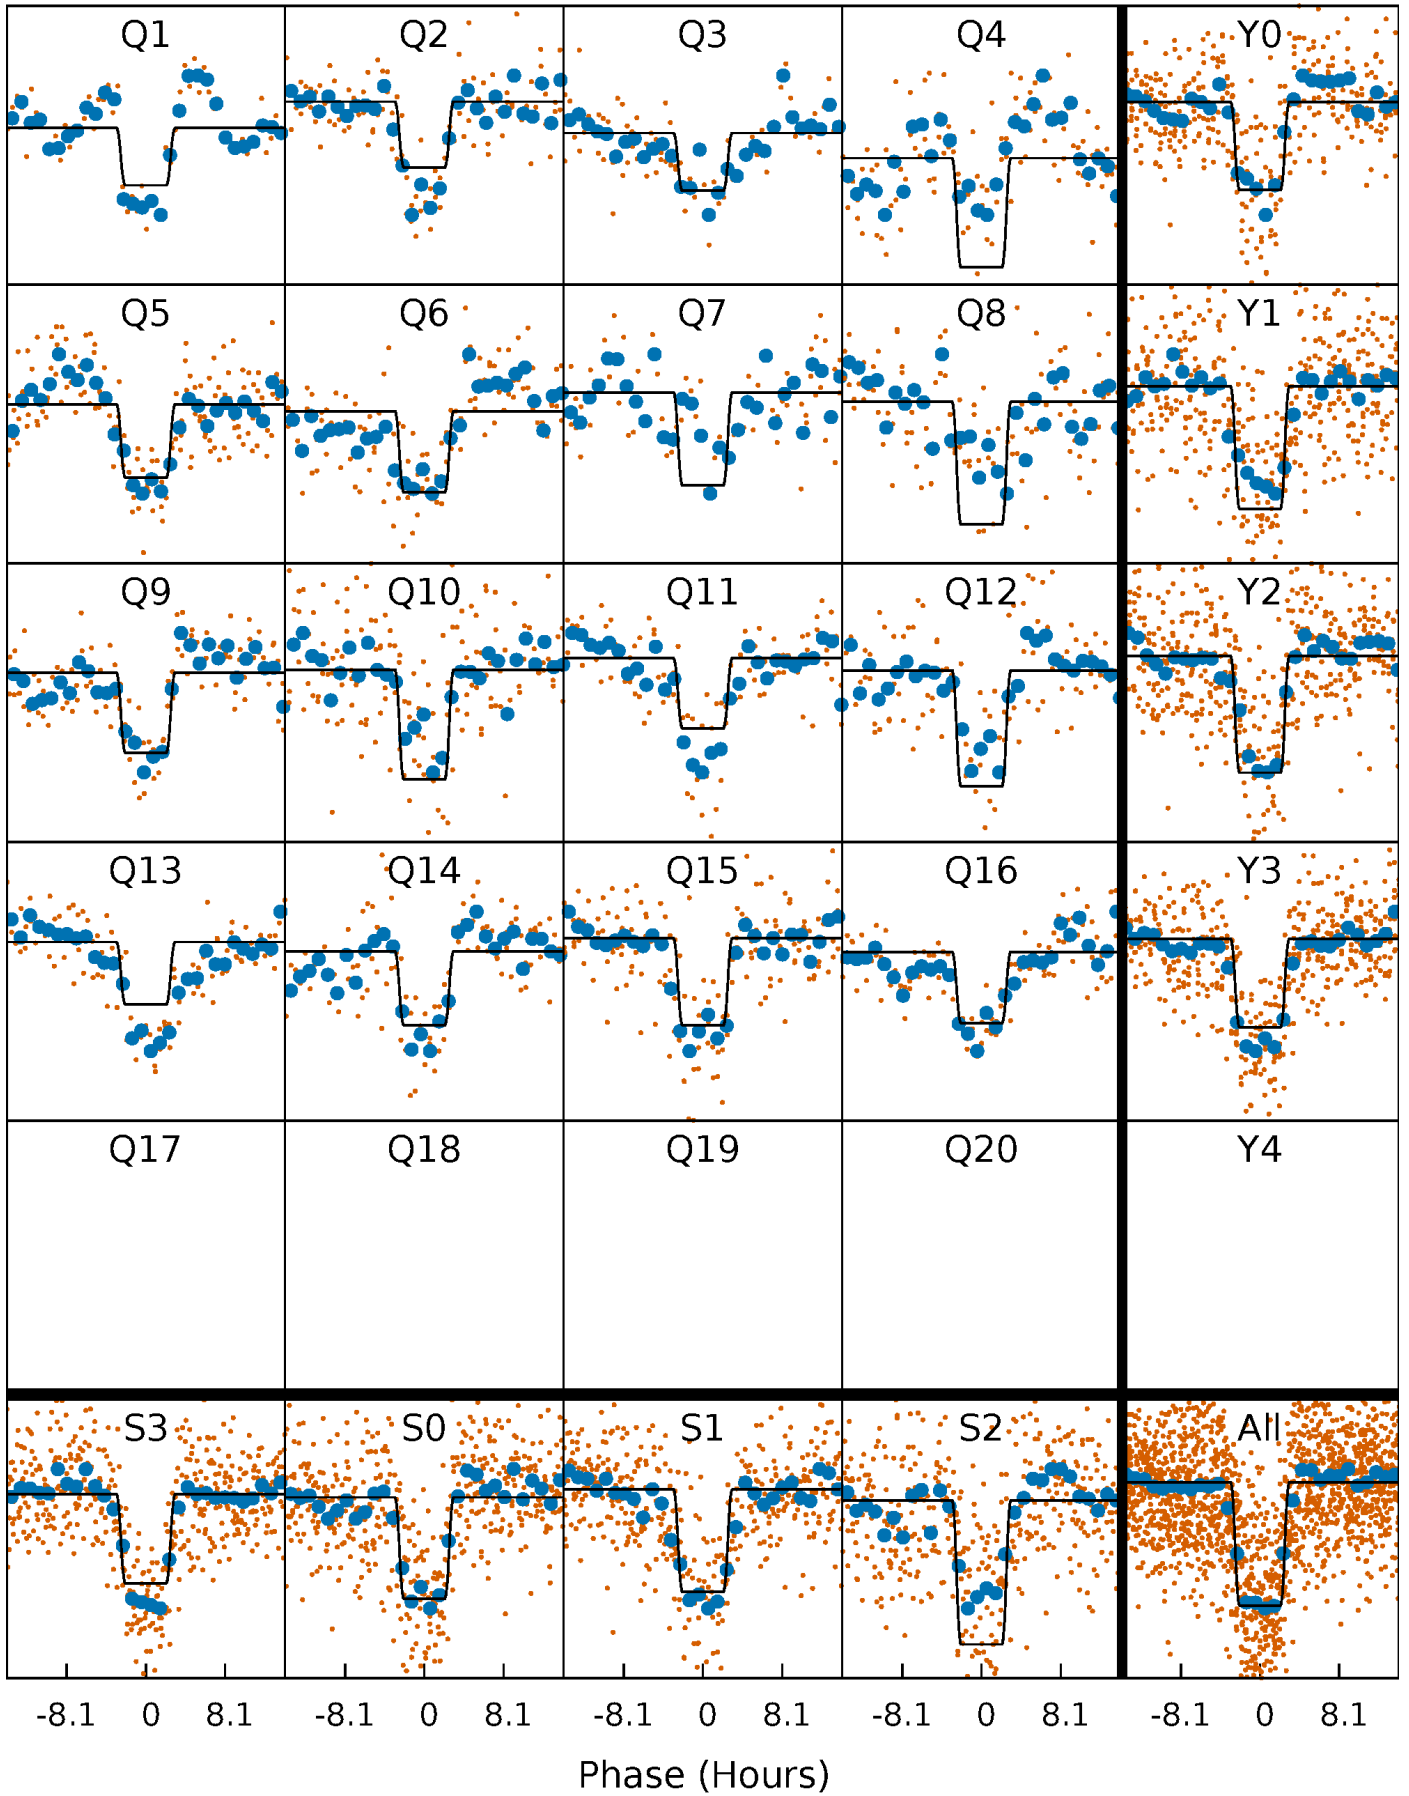 Q1 Q2 Q3 Q4 Y0
Q5 Q6 Q7 Q8 Y1
Q9 Q10 Q11 Q12 Y2
Q13 Q14 Q15 Q16 Y3
Q17 Q18 Q19 Q20 Y4
S3 S0 S1 S2 All
-8.1 0 8.1 -8.1 0 8.1 -8.1 0 8.1 -8.1 0 8.1 -8.1 0 8.1
Phase (Hours)